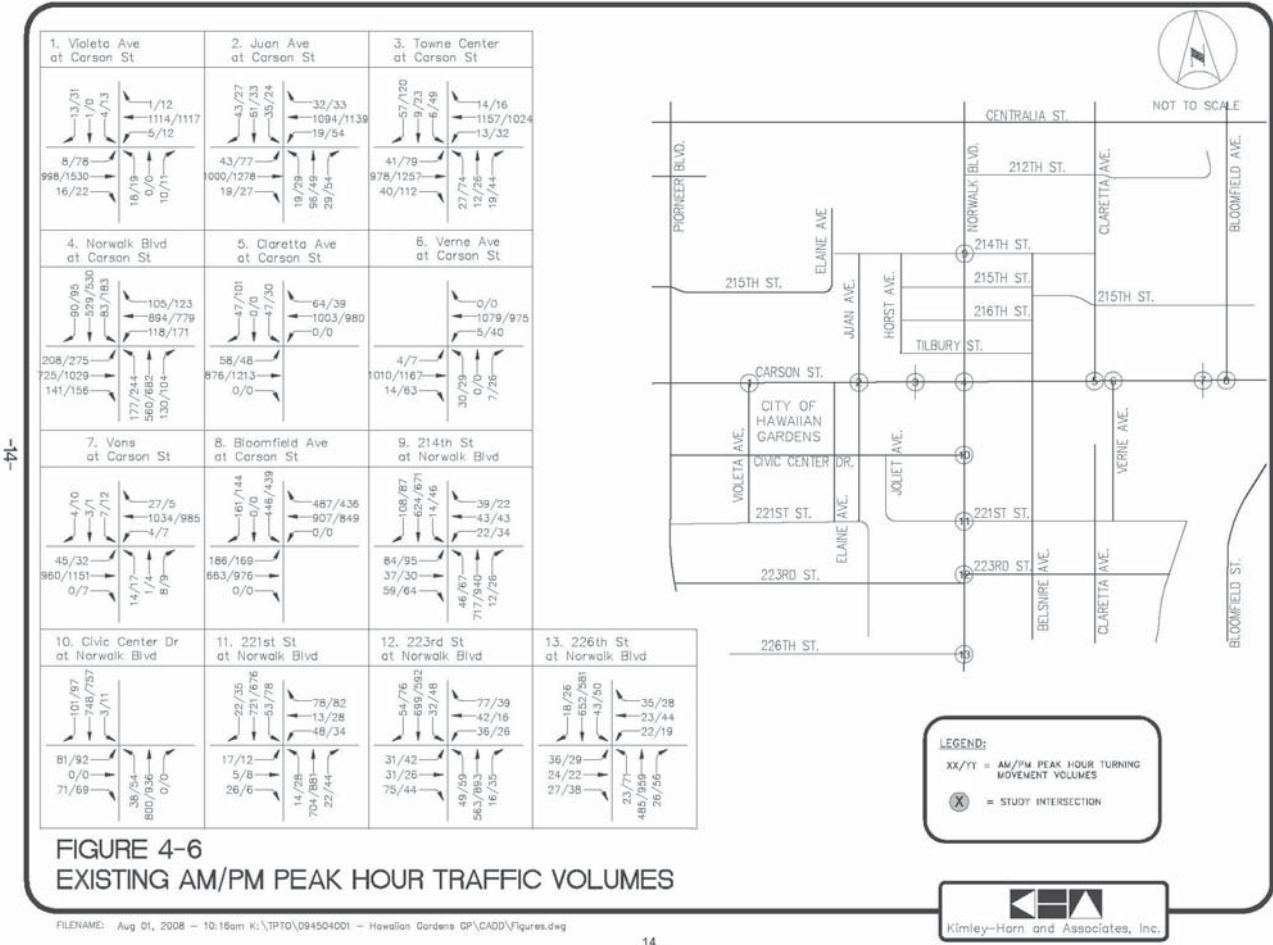 1. Violeta Ave
at Carson St
13/31
1/0
4/13
1/12
1114/1117
5/12
8/78
998/1530
16/22
18/19
0/0
10/11
2. Juan Ave
at Carson St
43/27
61/33
35/24
32/33
1094/1139
19/54
43/77
1000/1278
19/27
19/29
96/49
29/54
3. Towne Center
at Carson St
57/120
9/23
6/49
14/16
1157/1024
13/32
41/79
978/1257
40/112
27/74
12/26
19/44
4. Norwalk Blvd
at Carson St
90/95
529/530
83/183
105/123
894/779
118/171
208/275
725/1029
141/156
177/244
560/682
130/104
5. Claretta Ave
at Carson St
47/101
0/0
47/30
64/39
1003/980
0/0
58/48
876/1213
0/0
6. Verne Ave
at Carson St
0/0
1079/975
5/40
4/7
1010/1167
14/63
30/29
0/0
7/26
7. Vons
at Carson St
4/10
3/1
7/12
27/5
1034/985
4/7
45/32
960/1151
0/7
14/17
1/4
8/9
8. Bloomfield Ave
at Carson St
161/144
0/0
446/439
487/436
907/849
0/0
186/169
663/976
0/0
9. 214th St
at Norwalk Blvd
108/87
624/671
14/46
39/22
43/43
22/34
84/95
37/30
59/64
46/67
717/940
12/26
10. Civic Center Dr
at Norwalk Blvd
101/97
748/757
3/11
81/92
0/0
71/69
38/54
800/936
0/0
11. 221st St
at Norwalk Blvd
22/35
721/676
53/78
78/82
13/28
48/34
17/12
5/8
26/6
14/28
704/881
22/44
12. 223rd St
at Norwalk Blvd
54/76
699/592
32/48
77/39
42/16
36/26
31/42
31/26
75/44
49/59
563/893
16/35
13. 226th St
at Norwalk Blvd
18/26
652/581
43/50
35/28
23/44
22/19
36/29
24/22
27/38
23/71
485/959
26/56
N
NOT TO SCALE
CENTRALIA ST.
PIORNEER BLVD.
NORWALK BLVD.
212TH ST.
CLARETTA AVE.
BLOOMFIELD AVE.
ELAINE AVE
9
214TH ST.
215TH ST.
JUAN AVE.
HORST AVE.
215TH ST.
215TH ST.
216TH ST.
TILBURY ST.
CARSON ST.
1
2
3
4
5
6
7
8
CITY OF
HAWAIIAN
GARDENS
VIOLETA AVE.
CIVIC CENTER DR.
JOLIET AVE.
10
VERNE AVE.
221ST ST.
ELAINE AVE.
11
221ST ST.
223RD ST.
12
223RD ST.
BELSNIRE AVE.
CLARETTA AVE.
BLOOMFIELD ST.
226TH ST.
13
LEGEND:
XX/YY = AM/PM PEAK HOUR TURNING
MOVEMENT VOLUMES
X = STUDY INTERSECTION
-14-
FIGURE 4-6
EXISTING AM/PM PEAK HOUR TRAFFIC VOLUMES
Kimley-Horn and Associates, Inc.
FILENAME: Aug 01, 2008 - 10:16am K:\TPTO\094504001 - Hawaiian Gardens GP\CADD\Figures.dwg
14